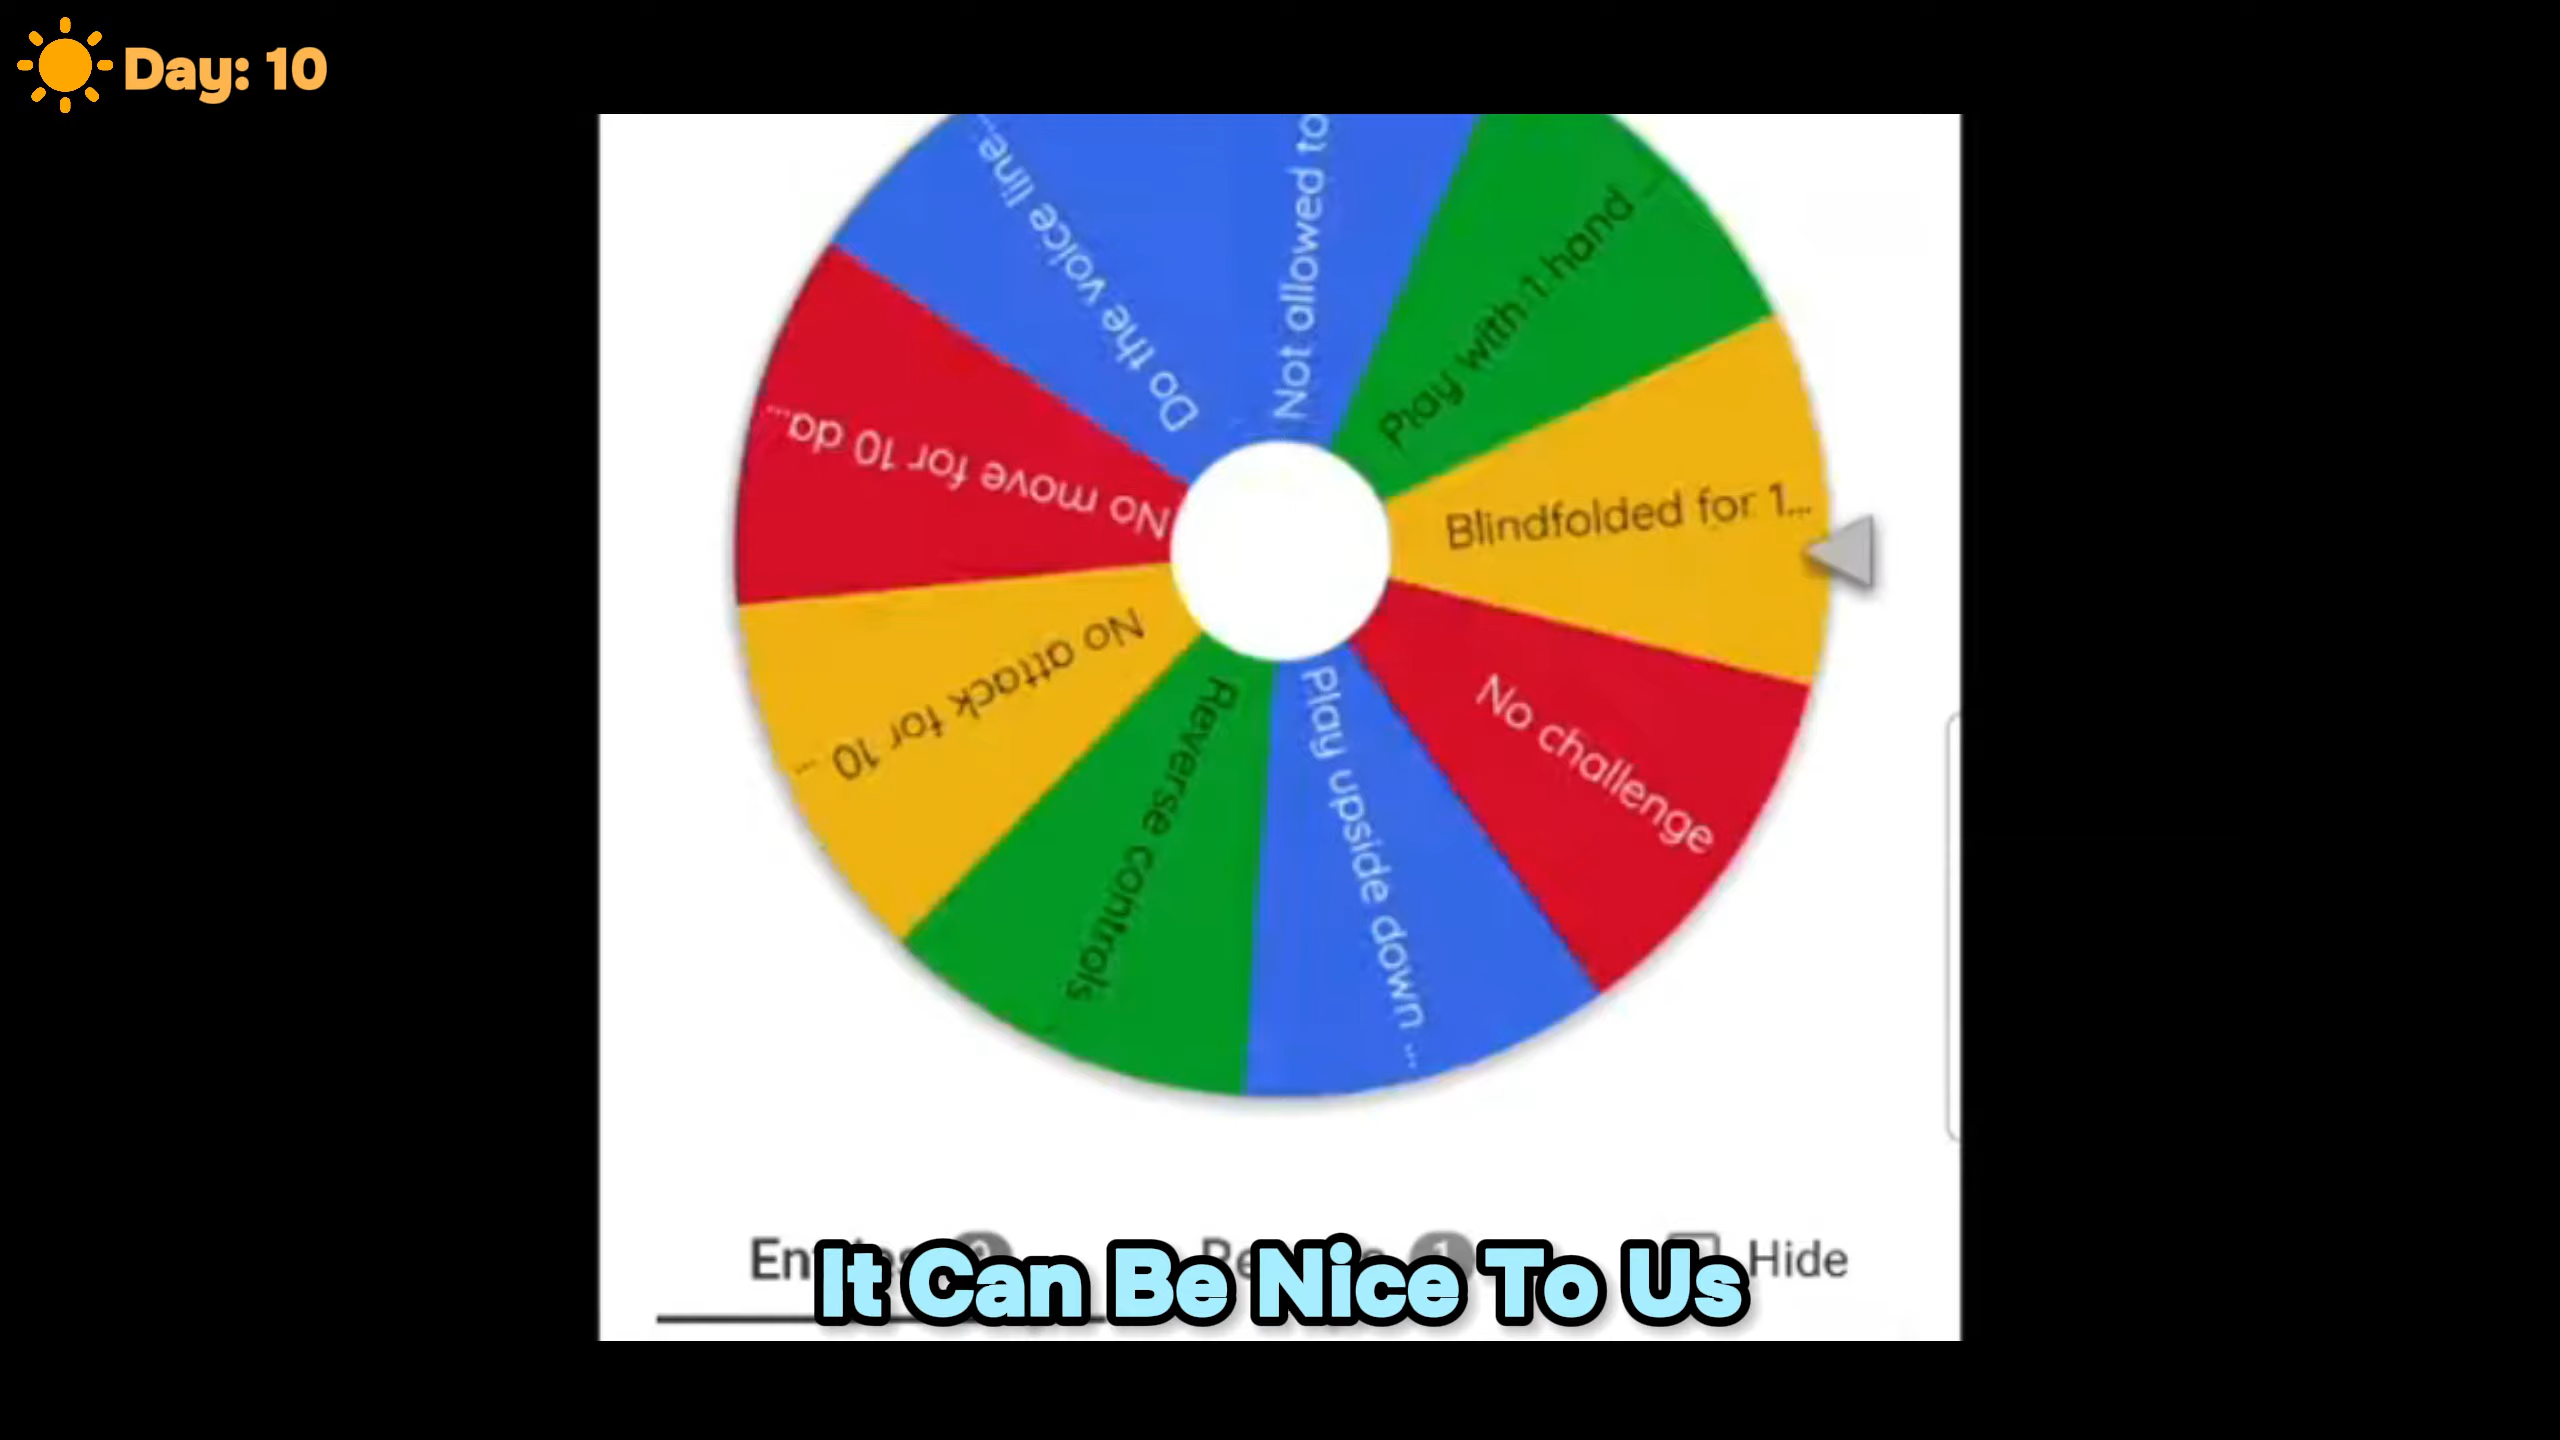 Day: 10
Do the voice line...
Not allowed to
Play with 1 hand ...
Blindfolded for 1...
No challenge
Play upside down ...
Reverse controls
No attack for 10 ...
No move for 10 da...
Hide
It Can Be Nice To Us